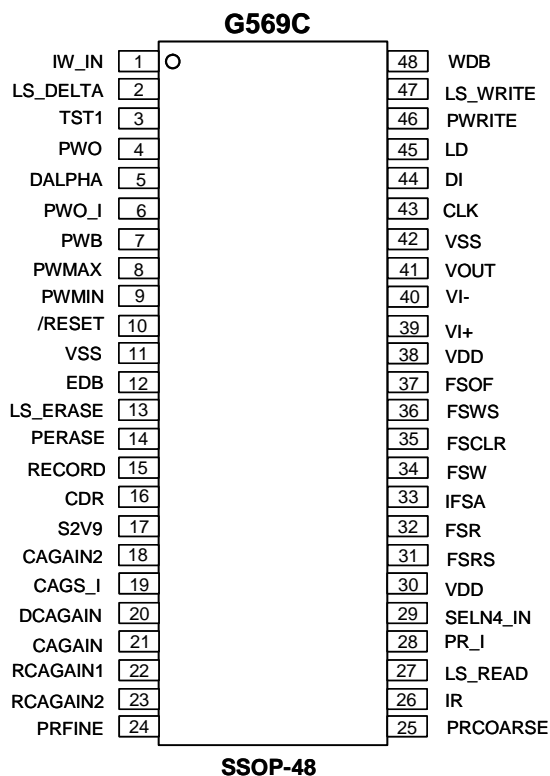 G569C
IW_IN 1 48 WDB
LS_DELTA 2 47 LS_WRITE
TST1 3 46 PWRITE
PWO 4 45 LD
DALPHA 5 44 DI
PWO_I 6 43 CLK
PWB 7 42 VSS
PWMAX 8 41 VOUT
PWMIN 9 40 VI-
/RESET 10 39 VI+
VSS 11 38 VDD
EDB 12 37 FSOF
LS_ERASE 13 36 FSWS
PERASE 14 35 FSCLR
RECORD 15 34 FSW
CDR 16 33 IFSA
S2V9 17 32 FSR
CAGAIN2 18 31 FSRS
CAGS_I 19 30 VDD
DCAGAIN 20 29 SELN4_IN
CAGAIN 21 28 PR_I
RCAGAIN1 22 27 LS_READ
RCAGAIN2 23 26 IR
PRFINE 24 25 PRCOARSE
SSOP-48